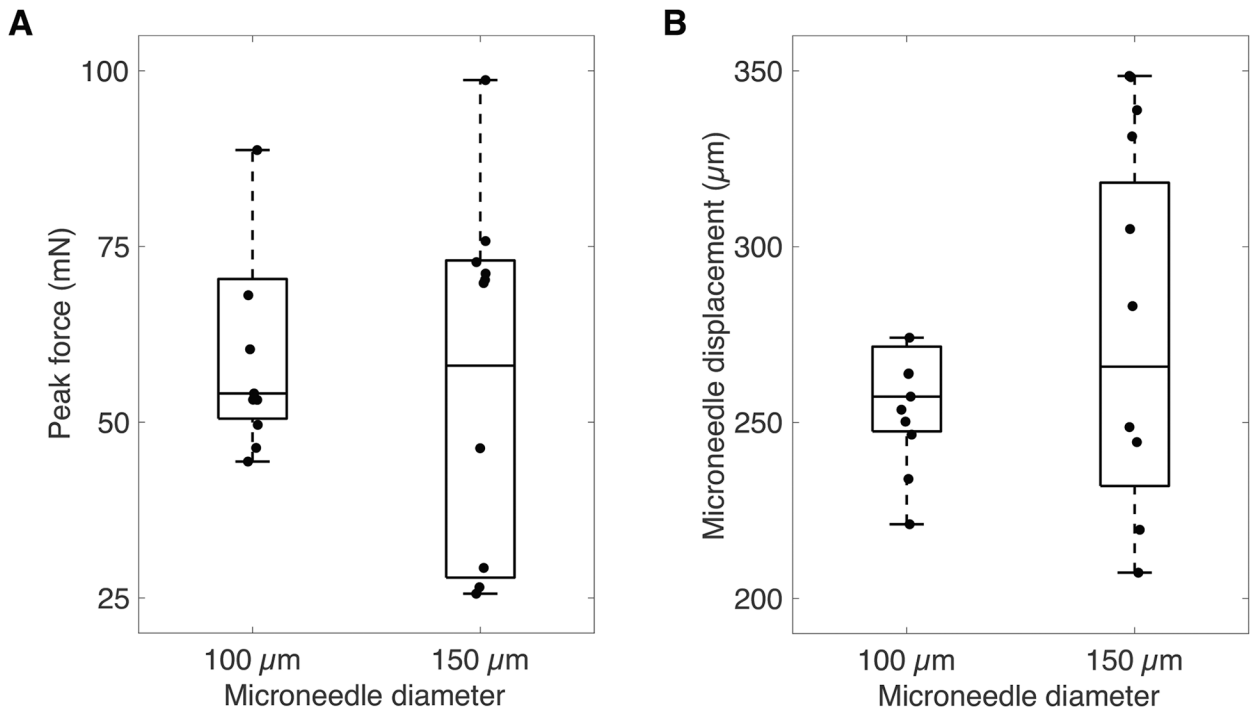 A
Peak force (mN)
100
75
50
25
100 µm
150 µm
Microneedle diameter
B
Microneedle displacement (µm)
350
300
250
200
100 µm
150 µm
Microneedle diameter